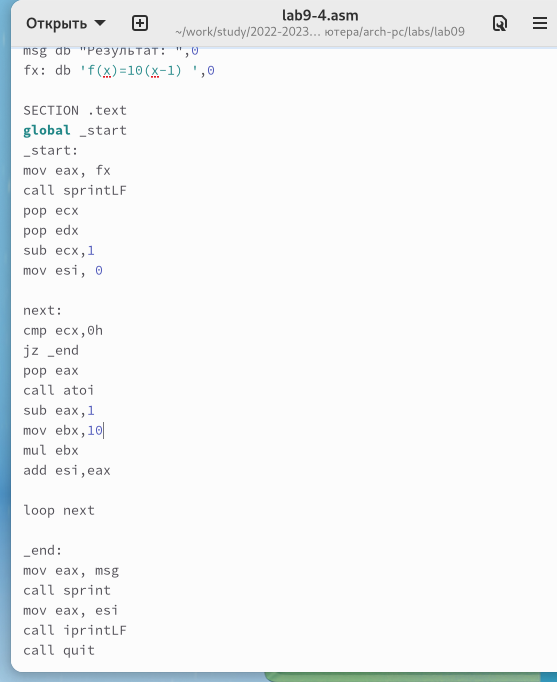 Открыть
lab9-4.asm
~/work/study/2022-2023… ютера/arch-pc/labs/lab09
msg db "Результат: ",0
fx: db 'f(x)=10(x-1) ',0
SECTION .text
global _start
_start:
mov eax, fx
call sprintLF
pop ecx
pop edx
sub ecx,1
mov esi, 0
next:
cmp ecx,0h
jz _end
pop eax
call atoi
sub eax,1
mov ebx,10
mul ebx
add esi,eax
loop next
_end:
mov eax, msg
call sprint
mov eax, esi
call iprintLF
call quit